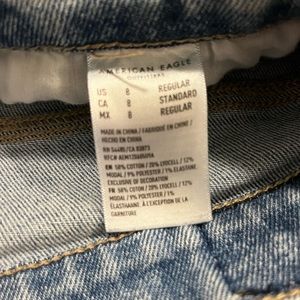 AMERICAN EAGLE
OUTFITTERS
US 8 REGULAR
CA 8 STANDARD
MX 8 REGULAR
MADE IN CHINA / FABRIQUÉ EN CHINE /
HECHO EN CHINA
RN 54485/CA 03873
EN 58% COTTON / 20% LYOCELL / 12%
MODAL / 9% POLYESTER / 1% ELASTANE
EXCLUSIVE OF DECORATION
FR 58% COTON / 20% LYOCELL / 12%
MODAL / 9% POLYESTER / 1%
ÉLASTHANNE / À L'EXCEPTION DE LA
GARNITURE